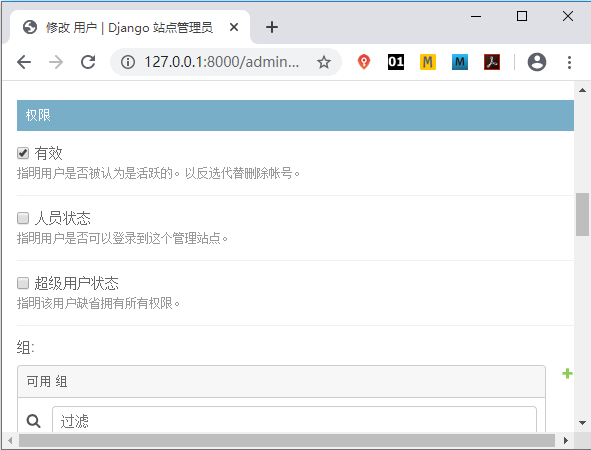 修改 用户 | Django 站点管理员
127.0.0.1:8000/admin...
01
M
M
权限
有效
指明用户是否被认为是活跃的。以反选代替删除帐号。
人员状态
指明用户是否可以登录到这个管理站点。
超级用户状态
指明该用户缺省拥有所有权限。
组:
可用 组
过滤